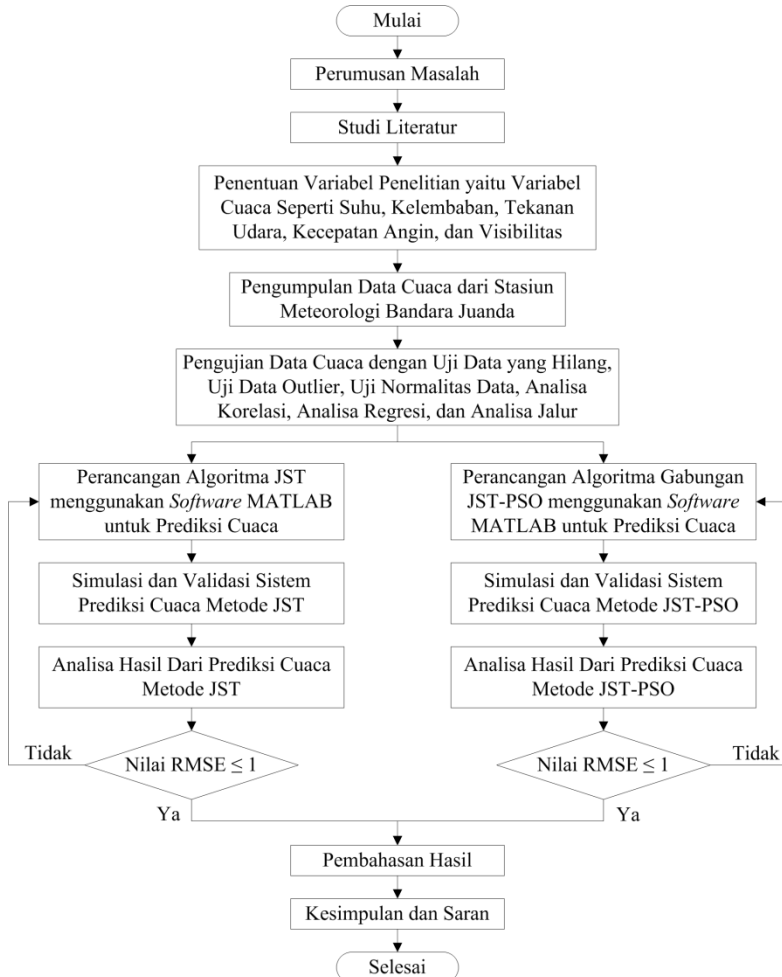 Mulai
Perumusan Masalah
Studi Literatur
Penentuan Variabel Penelitian yaitu Variabel
Cuaca Seperti Suhu, Kelembaban, Tekanan
Udara, Kecepatan Angin, dan Visibilitas
Pengumpulan Data Cuaca dari Stasiun
Meteorologi Bandara Juanda
Pengujian Data Cuaca dengan Uji Data yang Hilang,
Uji Data Outlier, Uji Normalitas Data, Analisa
Korelasi, Analisa Regresi, dan Analisa Jalur
Perancangan Algoritma JST
menggunakan Software MATLAB
untuk Prediksi Cuaca
Simulasi dan Validasi Sistem
Prediksi Cuaca Metode JST
Analisa Hasil Dari Prediksi Cuaca
Metode JST
Tidak
Nilai RMSE ≤ 1
Ya
Perancangan Algoritma Gabungan
JST-PSO menggunakan Software
MATLAB untuk Prediksi Cuaca
Simulasi dan Validasi Sistem
Prediksi Cuaca Metode JST-PSO
Analisa Hasil Dari Prediksi Cuaca
Metode JST-PSO
Nilai RMSE ≤ 1
Tidak
Ya
Pembahasan Hasil
Kesimpulan dan Saran
Selesai